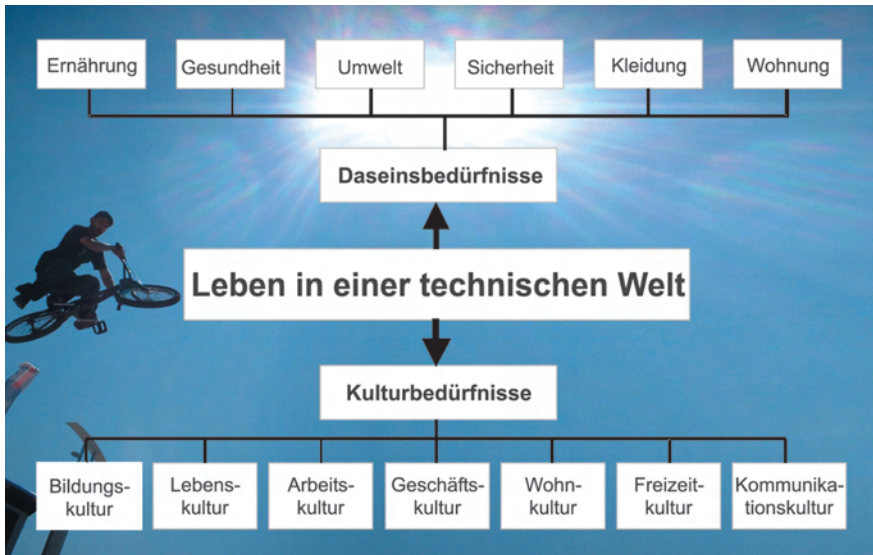 Ernährung
Gesundheit
Umwelt
Sicherheit
Kleidung
Wohnung
Daseinsbedürfnisse
Leben in einer technischen Welt
Kulturbedürfnisse
Bildungs-
kultur
Lebens-
kultur
Arbeits-
kultur
Geschäfts-
kultur
Wohn-
kultur
Freizeit-
kultur
Kommunika-
tionskultur